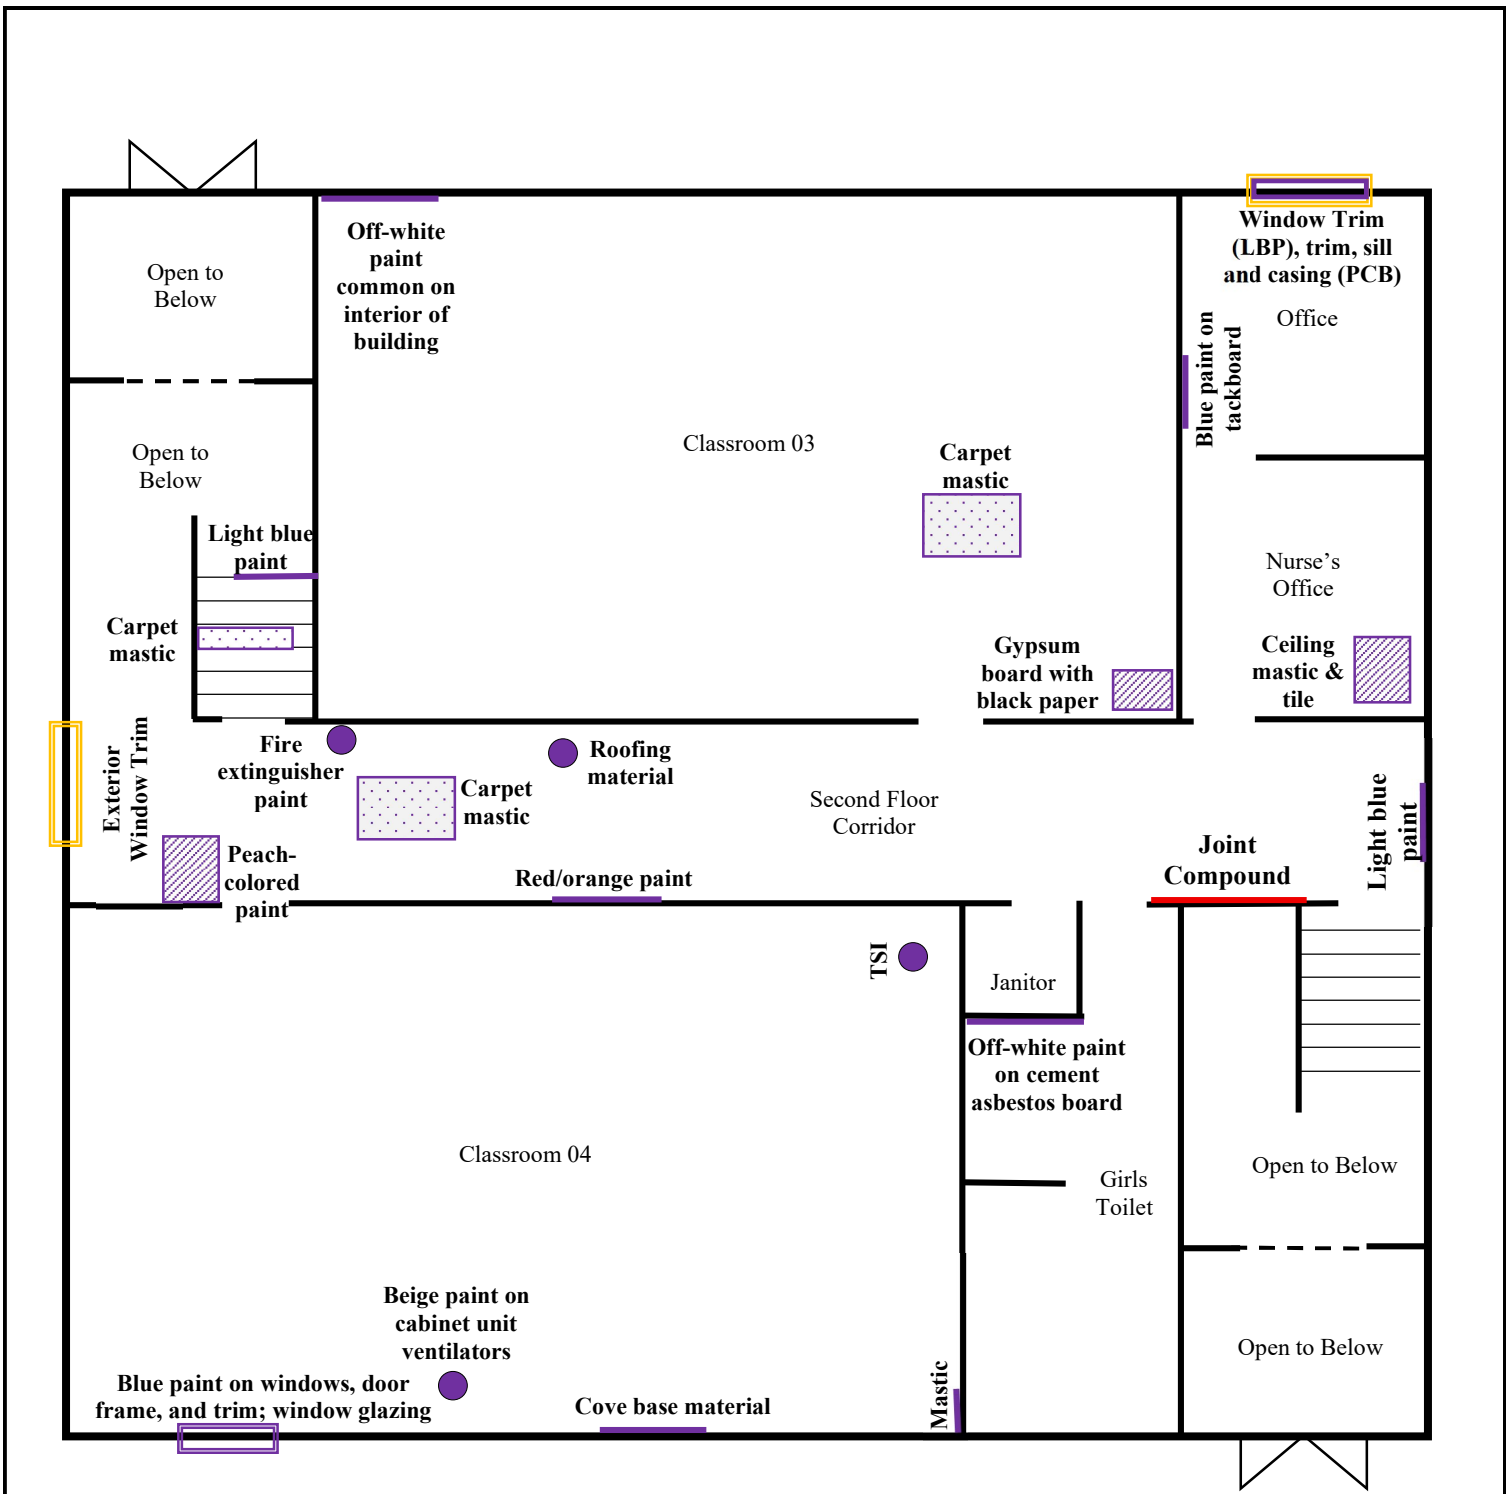 Open to
Below
Off-white
paint
common on
interior of
building
Window Trim
(LBP), trim, sill
and casing (PCB)
Office
Blue paint on
tackboard
Classroom 03
Open to
Below
Carpet
mastic
Light blue
paint
Nurse's
Office
Carpet
mastic
Gypsum
board with
black paper
Ceiling
mastic &
tile
Exterior
Window Trim
Fire
extinguisher
paint
Roofing
material
Carpet
mastic
Second Floor
Corridor
Light blue
paint
Peach-
colored
paint
Red/orange paint
Joint
Compound
TSI
Janitor
Off-white paint
on cement
asbestos board
Classroom 04
Girls
Toilet
Open to Below
Beige paint on
cabinet unit
ventilators
Open to Below
Blue paint on windows, door
frame, and trim; window glazing
Cove base material
Mastic